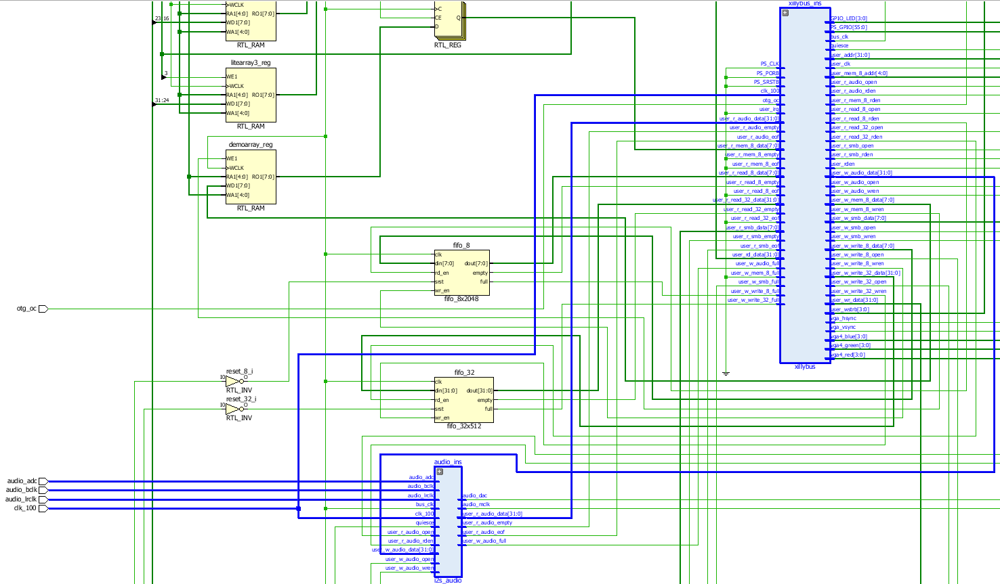 WCLK
RA1[4:0] RO1[7:0]
23:16
WD1[7:0]
WA1[4:0]
RTL_RAM
litearray3_reg
3
WE1
WCLK
RA1[4:0] RO1[7:0]
31:24
WD1[7:0]
WA1[4:0]
RTL_RAM
demoarray_reg
WE1
WCLK
RA1[4:0] RO1[7:0]
WD1[7:0]
WA1[4:0]
RTL_RAM
C
CE Q
D
RTL_REG
fifo_8
clk
din[7:0] dout[7:0]
rd_en empty
srst full
wr_en
fifo_8x2048
otg_oc
reset_8_i
I0 O
RTL_INV
reset_32_i
I0 O
RTL_INV
fifo_32
clk
din[31:0] dout[31:0]
rd_en empty
srst full
wr_en
fifo_32x512
audio_adc
audio_bclk
audio_lrclk
clk_100
audio_ins
audio_adc
audio_bclk
audio_lrclk
bus_clk
clk_100
quiesce
user_r_audio_open
user_r_audio_rden
user_w_audio_data[31:0]
user_w_audio_open
user_w_audio_wren
audio_dac
audio_mclk
user_r_audio_data[31:0]
user_r_audio_empty
user_r_audio_eof
user_w_audio_full
i2s_audio
xillybus_ins
PS_CLK
PS_PORB
PS_SRSTB
clk_100
otg_oc
user_irq
user_r_audio_data[31:0]
user_r_audio_empty
user_r_audio_eof
user_r_mem_8_data[7:0]
user_r_mem_8_empty
user_r_mem_8_eof
user_r_read_8_data[7:0]
user_r_read_8_empty
user_r_read_8_eof
user_r_read_32_data[31:0]
user_r_read_32_empty
user_r_read_32_eof
user_r_smb_data[7:0]
user_r_smb_empty
user_r_smb_eof
user_rd_data[31:0]
user_w_audio_full
user_w_mem_8_full
user_w_smb_full
user_w_write_8_full
user_w_write_32_full
GPIO_LED[3:0]
PS_GPIO[55:0]
bus_clk
quiesce
user_addr[31:0]
user_clk
user_mem_8_addr[4:0]
user_r_audio_open
user_r_audio_rden
user_r_mem_8_rden
user_r_read_8_open
user_r_read_8_rden
user_r_read_32_open
user_r_read_32_rden
user_r_smb_open
user_r_smb_rden
user_rden
user_w_audio_data[31:0]
user_w_audio_open
user_w_audio_wren
user_w_mem_8_data[7:0]
user_w_mem_8_wren
user_w_smb_data[7:0]
user_w_smb_open
user_w_smb_wren
user_w_write_8_data[7:0]
user_w_write_8_open
user_w_write_8_wren
user_w_write_32_data[31:0]
user_w_write_32_open
user_w_write_32_wren
user_wr_data[31:0]
user_wstrb[3:0]
vga_hsync
vga_vsync
vga4_blue[3:0]
vga4_green[3:0]
vga4_red[3:0]
xillybus